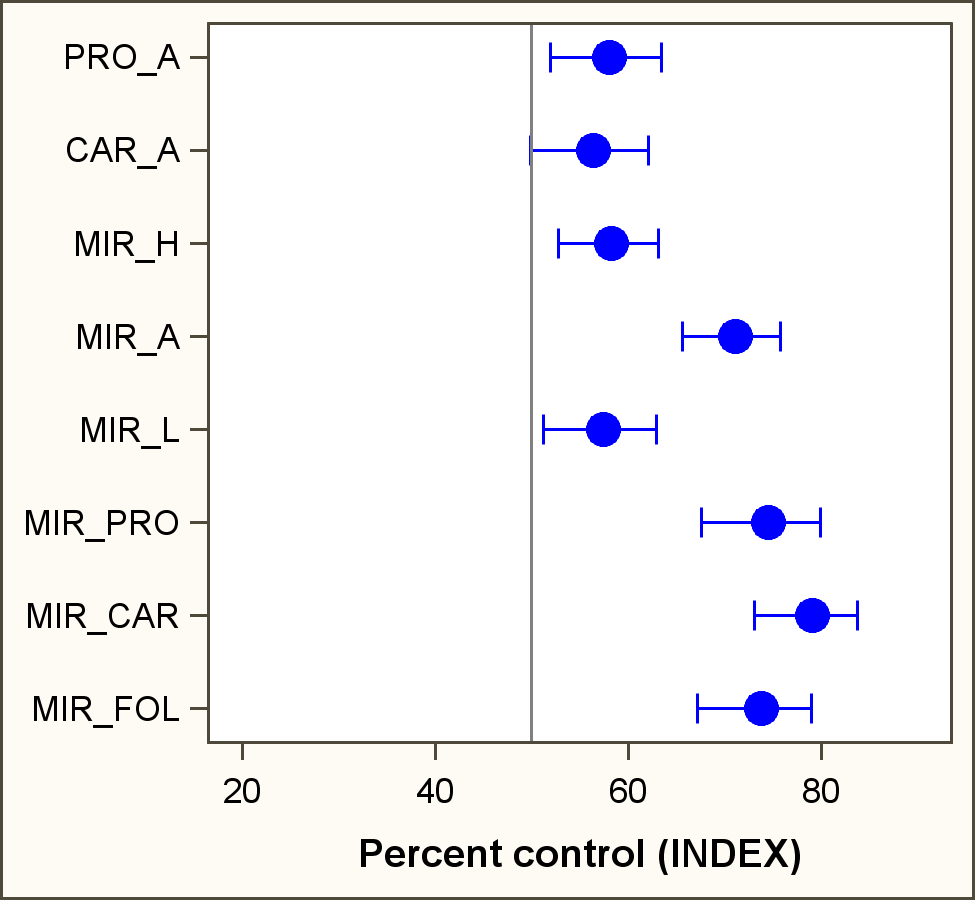 PRO_A
CAR_A
MIR_H
MIR_A
MIR_L
MIR_PRO
MIR_CAR
MIR_FOL
20 40 60 80
Percent control (INDEX)